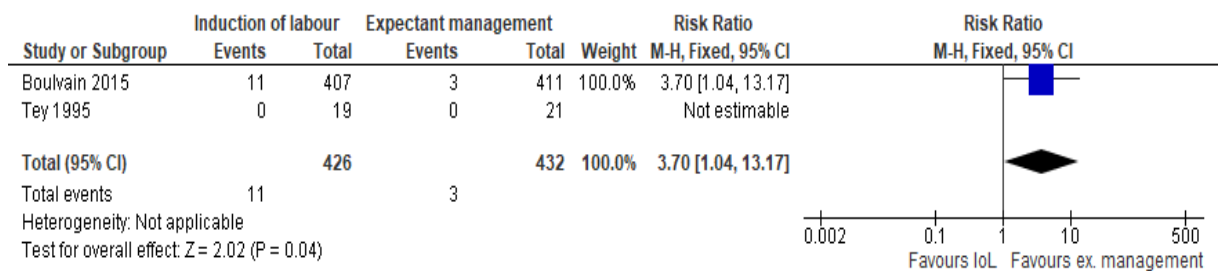 Induction of labour Expectant management Risk Ratio Risk Ratio
Study or Subgroup Events Total Events Total Weight M-H, Fixed, 95% CI M-H, Fixed, 95% CI
Boulvain 2015 11 407 3 411 100.0% 3.70 [1.04, 13.17]
Tey 1995 0 19 0 21 Not estimable
Total (95% CI) 426 432 100.0% 3.70 [1.04, 13.17]
Total events 11 3
Heterogeneity: Not applicable
Test for overall effect: Z = 2.02 (P = 0.04)
0.002 0.1 1 10 500
Favours IoL Favours ex. management